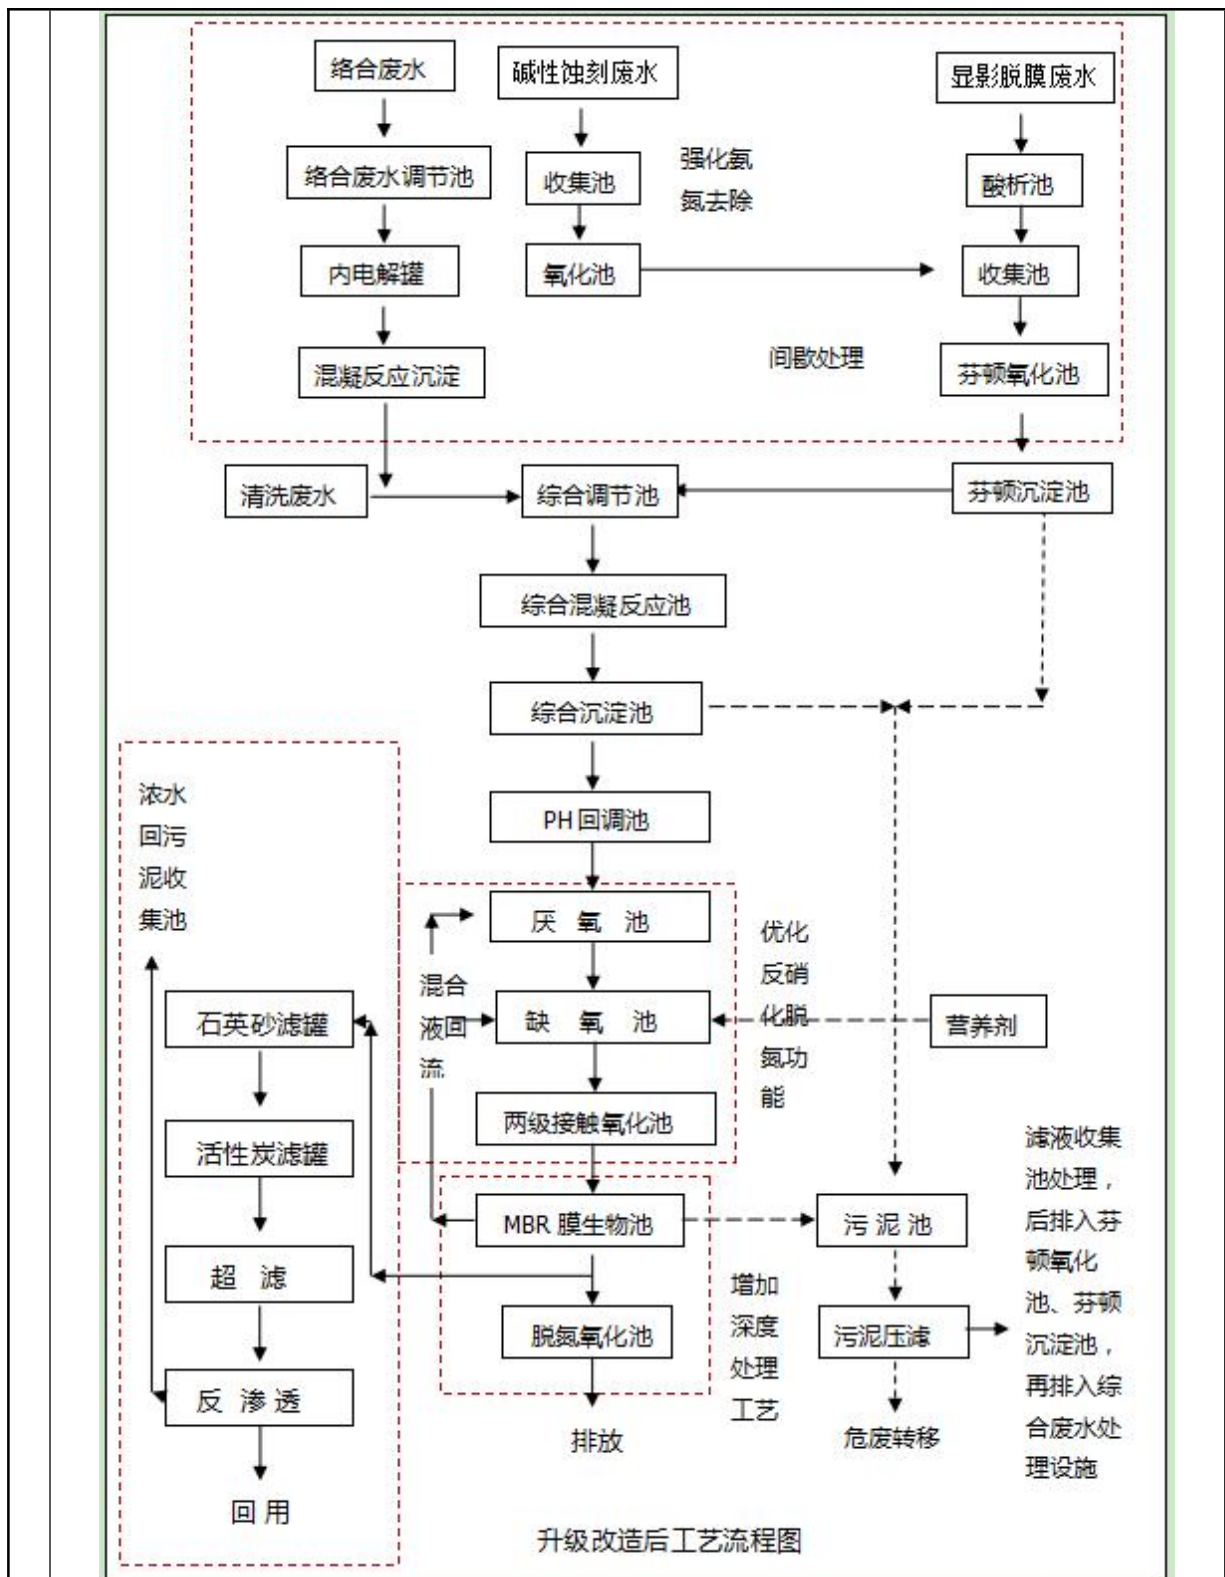 络合废水
碱性蚀刻废水
显影脱膜废水
络合废水调节池
收集池
强化氨
氮去除
酸析池
内电解罐
氧化池
收集池
混凝反应沉淀
间歇处理
芬顿氧化池
清洗废水
综合调节池
芬顿沉淀池
综合混凝反应池
综合沉淀池
PH回调池
浓水
回污
泥收
集池
厌 氧 池
优化
反硝
化脱
氮功
能
混合
液回
流
石英砂滤罐
缺 氧 池
营养剂
活性炭滤罐
两级接触氧化池
MBR膜生物池
污 泥 池
滤液收集
池处理，
后排入芬
顿氧化
池、芬顿
沉淀池，
再排入综
合废水处
理设施
超 滤
脱氮氧化池
增加
深度
处理
工艺
污泥压滤
反 渗 透
排放
危废转移
回 用
升级改造后工艺流程图